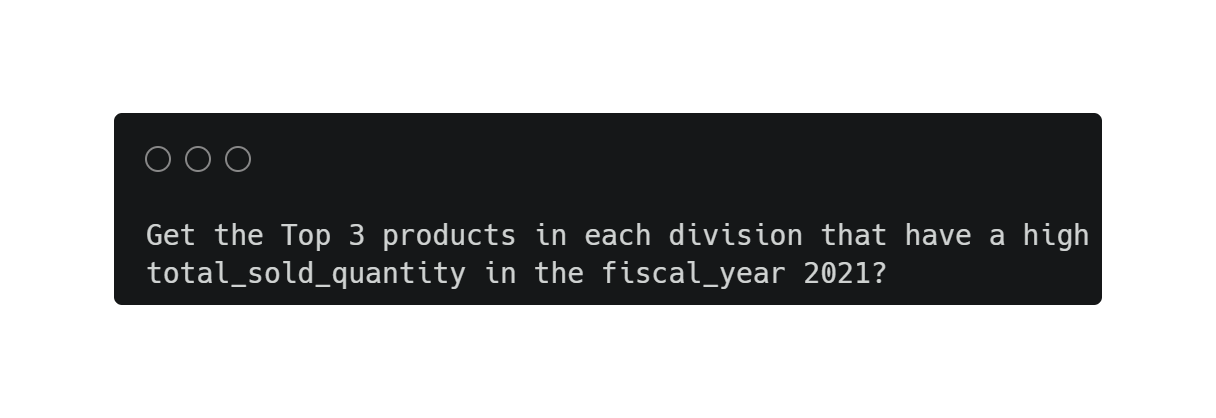 Get the Top 3 products in each division that have a high
total_sold_quantity in the fiscal_year 2021?